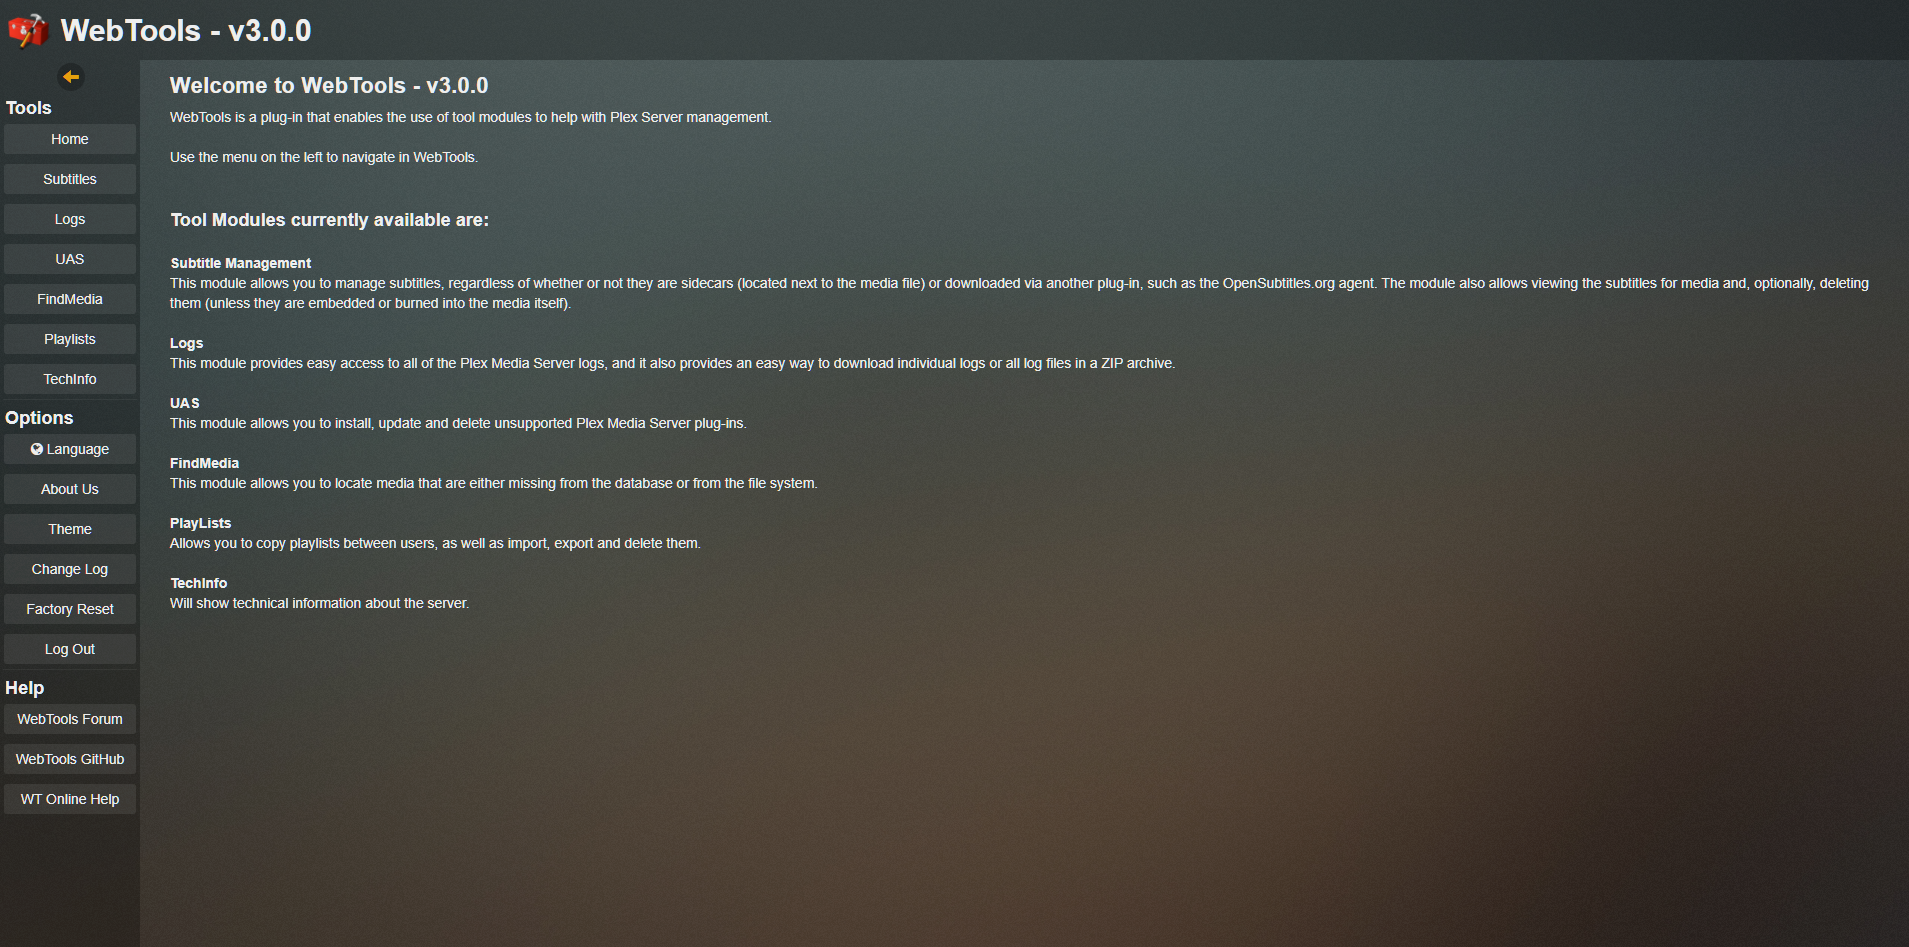 WebTools - v3.0.0
Tools
Home
Subtitles
Logs
UAS
FindMedia
Playlists
TechInfo
Options
Language
About Us
Theme
Change Log
Factory Reset
Log Out
Help
WebTools Forum
WebTools GitHub
WT Online Help
Welcome to WebTools - v3.0.0
WebTools is a plug-in that enables the use of tool modules to help with Plex Server management.
Use the menu on the left to navigate in WebTools.
Tool Modules currently available are:
Subtitle Management
This module allows you to manage subtitles, regardless of whether or not they are sidecars (located next to the media file) or downloaded via another plug-in, such as the OpenSubtitles.org agent. The module also allows viewing the subtitles for media and, optionally, deleting
them (unless they are embedded or burned into the media itself).
Logs
This module provides easy access to all of the Plex Media Server logs, and it also provides an easy way to download individual logs or all log files in a ZIP archive.
UAS
This module allows you to install, update and delete unsupported Plex Media Server plug-ins.
FindMedia
This module allows you to locate media that are either missing from the database or from the file system.
PlayLists
Allows you to copy playlists between users, as well as import, export and delete them.
TechInfo
Will show technical information about the server.